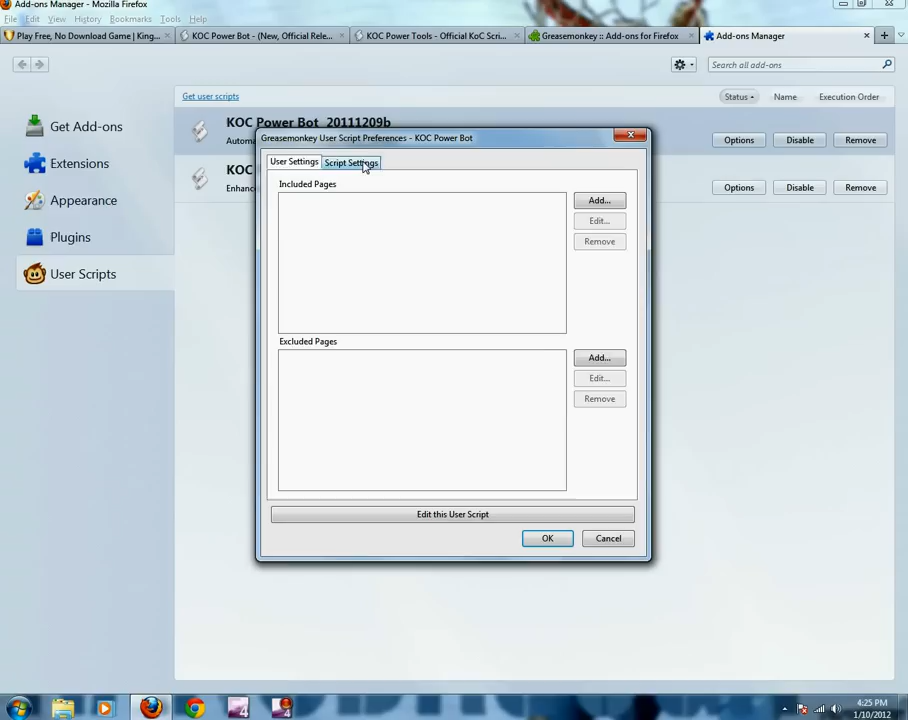 Add-ons Manager - Mozilla Firefox
File Edit View History Bookmarks Tools Help
Play Free, No Download Game | King...
KOC Power Bot - (New, Official Rele...
KOC Power Tools - Official KoC Scri...
Greasemonkey :: Add-ons for Firefox
Add-ons Manager
Search all add-ons
Get user scripts
Status
Name
Execution Order
Get Add-ons
Extensions
Appearance
Plugins
User Scripts
KOC Power Bot 20111209b
Automa
Options
Disable
Remove
KOC
Enhance
Options
Disable
Remove
Greasemonkey User Script Preferences - KOC Power Bot
User Settings
Script Settings
Included Pages
Add...
Edit...
Remove
Excluded Pages
Add...
Edit...
Remove
Edit this User Script
OK
Cancel
4:25 PM
1/10/2012